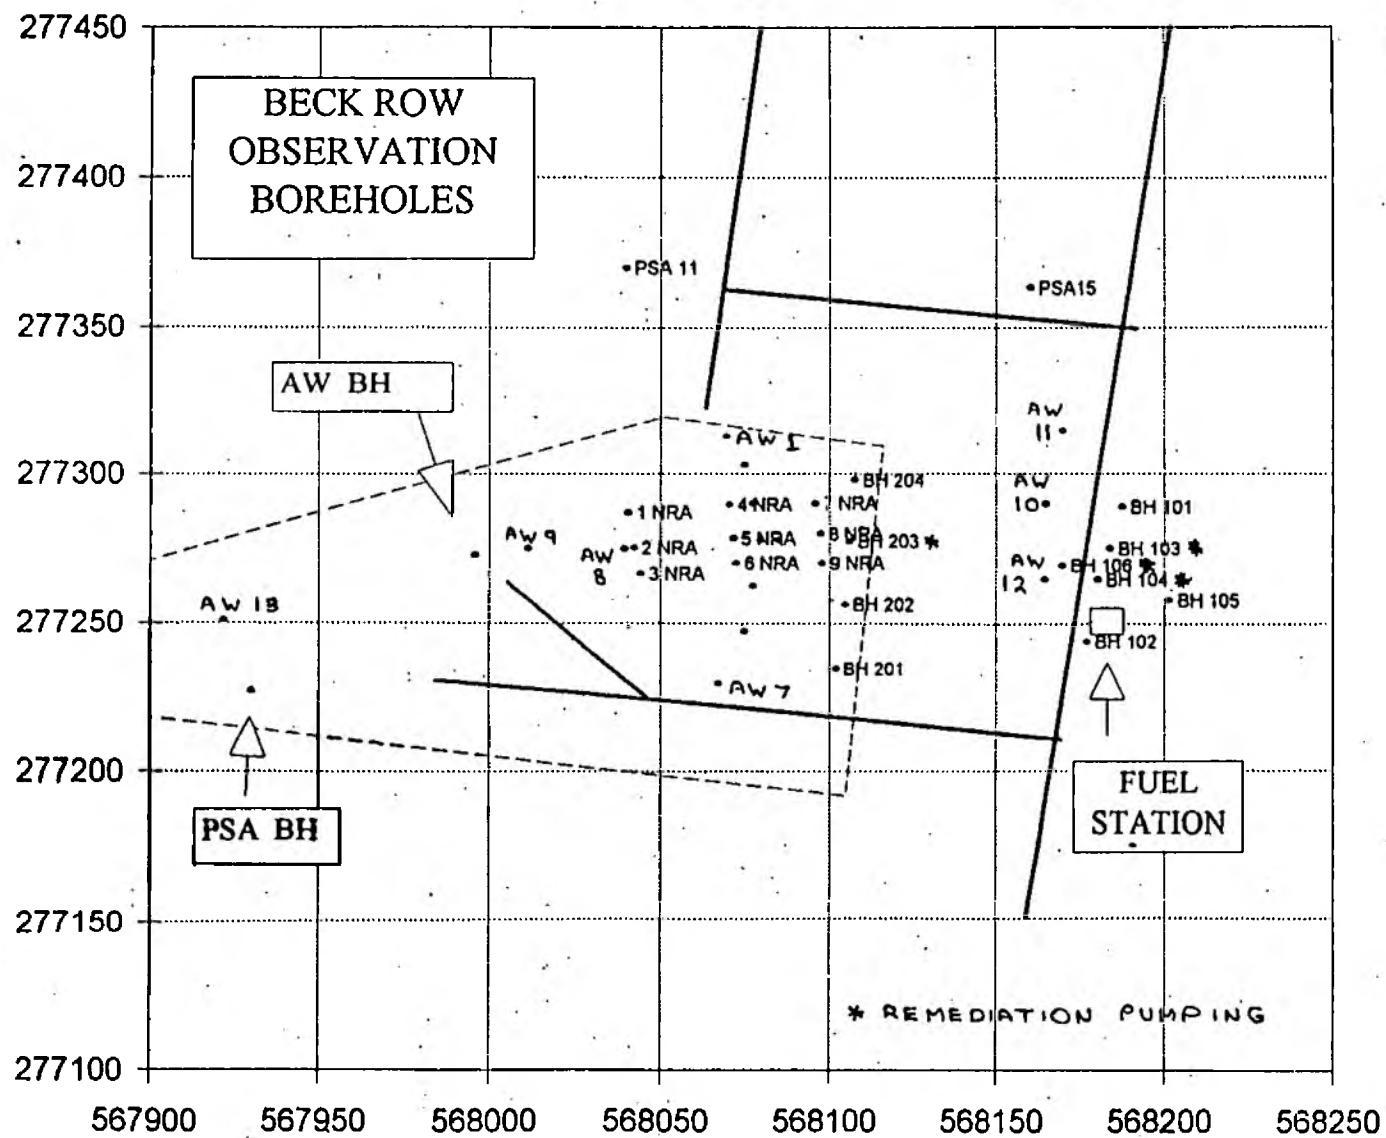 277450
BECK ROW
OBSERVATION
BOREHOLES
277400
PSA 11
PSA15
277350
AW BH
AW
11
AW 1
277300
BH 204
AW
10
1 NRA
4 NRA
7 NRA
BH 101
AW 9
AW
8
2 NRA
5 NRA
8 NRA
BH 203 *
BH 103 *
3 NRA
6 NRA
9 NRA
AW
12
BH 106 *
BH 104 *
BH 105
AW 13
BH 202
277250
BH 102
BH 201
AW 7
277200
PSA BH
FUEL
STATION
277150
* REMEDIATION PUMPING
277100
567900 567950 568000 568050 568100 568150 568200 568250